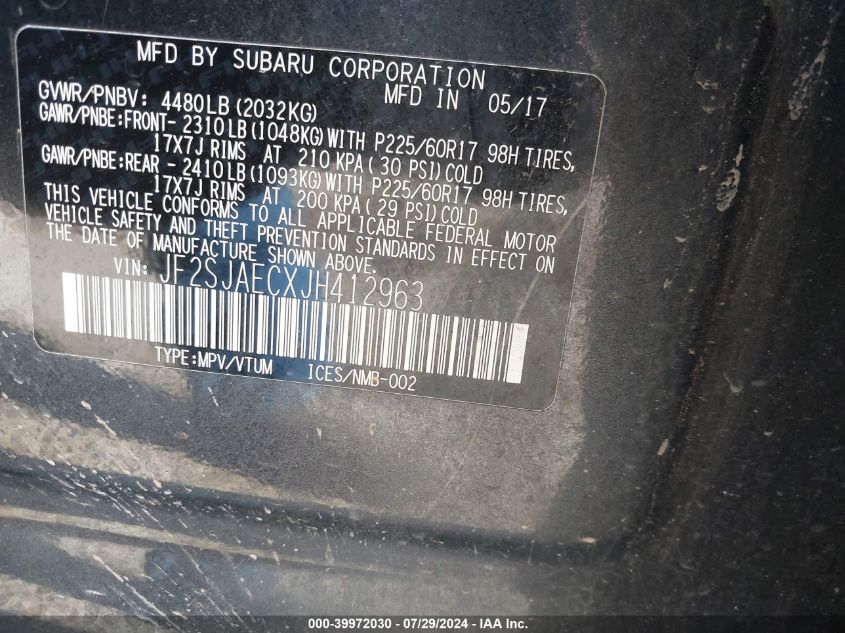 MFD BY SUBARU CORPORATION
MFD IN 05/17
GVWR/PNBV: 4480LB(2032KG)
GAWR/PNBE:FRONT- 2310LB(1048KG)WITH P225/60R17 98H TIRES,
17X7J RIMS AT 210 KPA(30 PSI)COLD
GAWR/PNBE:REAR - 2410LB(1093KG)WITH P225/60R17 98H TIRES,
17X7J RIMS AT 200 KPA(29 PSI)COLD
THIS VEHICLE CONFORMS TO ALL APPLICABLE FEDERAL MOTOR
VEHICLE SAFETY AND THEFT PREVENTION STANDARDS IN EFFECT ON
THE DATE OF MANUFACTURE SHOWN ABOVE.
VIN: JF2SJAECXJH412963
TYPE:MPV/VTUM ICES/NMB-002
000-39972030 - 07/29/2024 - IAA Inc.